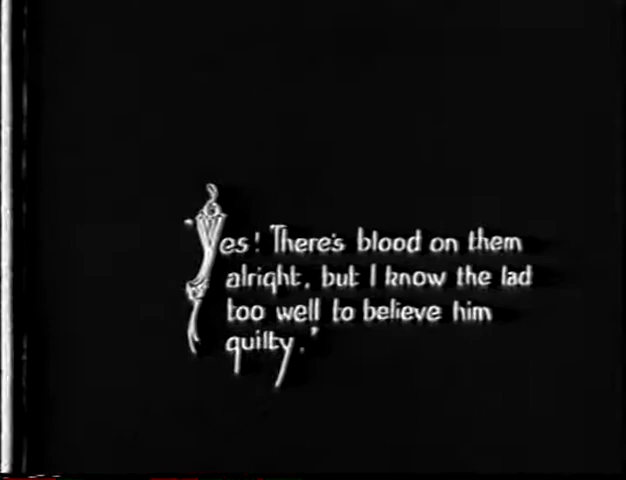 "Yes! There's blood on them
alright, but I know the lad
too well to believe him
guilty."